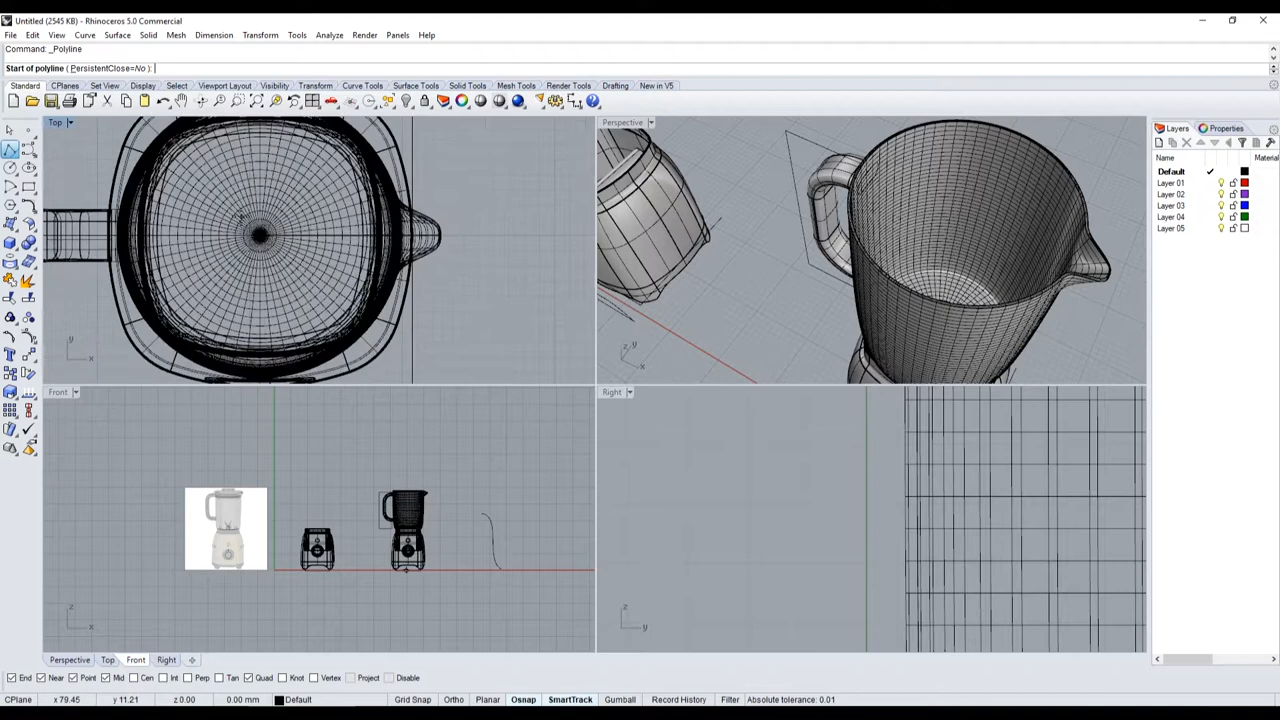 Untitled (2545 KB) - Rhinoceros 5.0 Commercial
File Edit View Curve Surface Solid Mesh Dimension Transform Tools Analyze Render Panels Help
Command: _Polyline
Start of polyline ( PersistentClose=No ):
Standard CPlanes Set View Display Select Viewport Layout Visibility Transform Curve Tools Surface Tools Solid Tools Mesh Tools Render Tools Drafting New in V5
Top
Perspective
Layers Properties
Name Material
Default
Layer 01
Layer 02
Layer 03
Layer 04
Layer 05
y
x
z y
x
Front
Right
z
x
z
y
Perspective Top Front Right
End Near Point Mid Cen Int Perp Tan Quad Knot Vertex Project Disable
CPlane x 79.45 y 11.21 z 0.00 0.00 mm Default Grid Snap Ortho Planar Osnap SmartTrack Gumball Record History Filter Absolute tolerance: 0.01